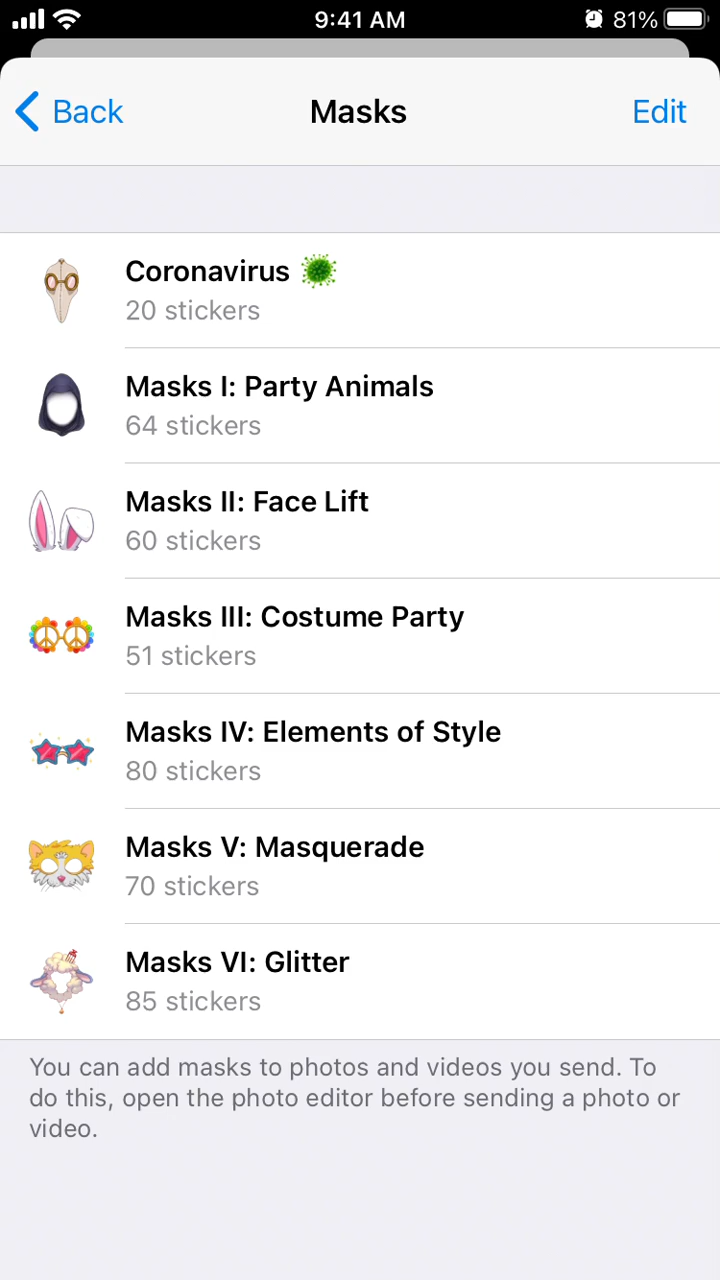 9:41 AM
81%
Back
Masks
Edit
Coronavirus
20 stickers
Masks I: Party Animals
64 stickers
Masks II: Face Lift
60 stickers
Masks III: Costume Party
51 stickers
Masks IV: Elements of Style
80 stickers
Masks V: Masquerade
70 stickers
Masks VI: Glitter
85 stickers
You can add masks to photos and videos you send. To
do this, open the photo editor before sending a photo or
video.